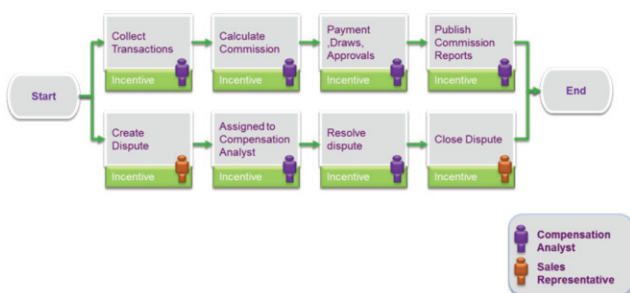 Collect
Transactions
Calculate
Commission
Payment
,Draws,
Approvals
Publish
Commission
Reports
Incentive
Incentive
Incentive
Incentive
Start
End
Create
Dispute
Assigned to
Compensation
Analyst
Resolve
dispute
Close Dispute
Incentive
Incentive
Incentive
Incentive
Compensation
Analyst
Sales
Representative